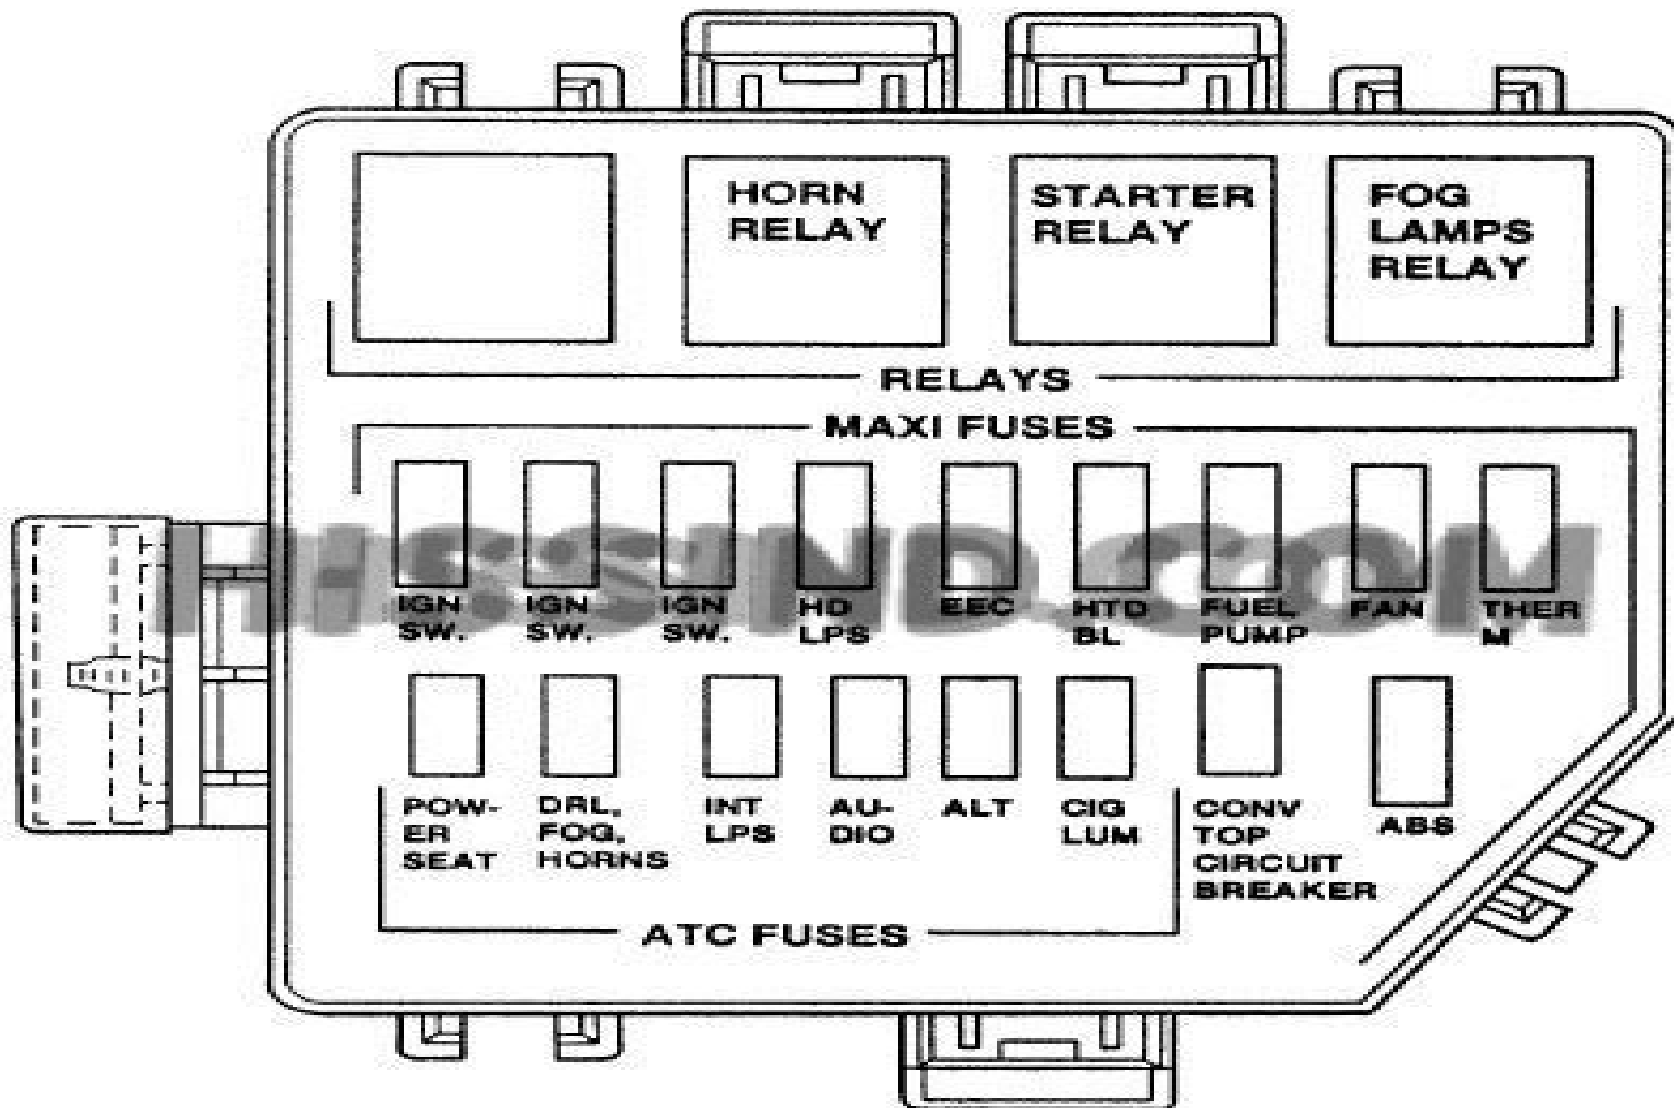 HORN
RELAY
STARTER
RELAY
FOG
LAMPS
RELAY
RELAYS
MAXI FUSES
IGN
SW.
IGN
SW.
IGN
SW.
HD
LPS
EEC
HTD
BL
FUEL
PUMP
FAN
THER
M
POW-
ER
SEAT
DRL,
FOG,
HORNS
INT
LPS
AU-
DIO
ALT
CIG
LUM
CONV
TOP
CIRCUIT
BREAKER
ABS
ATC FUSES